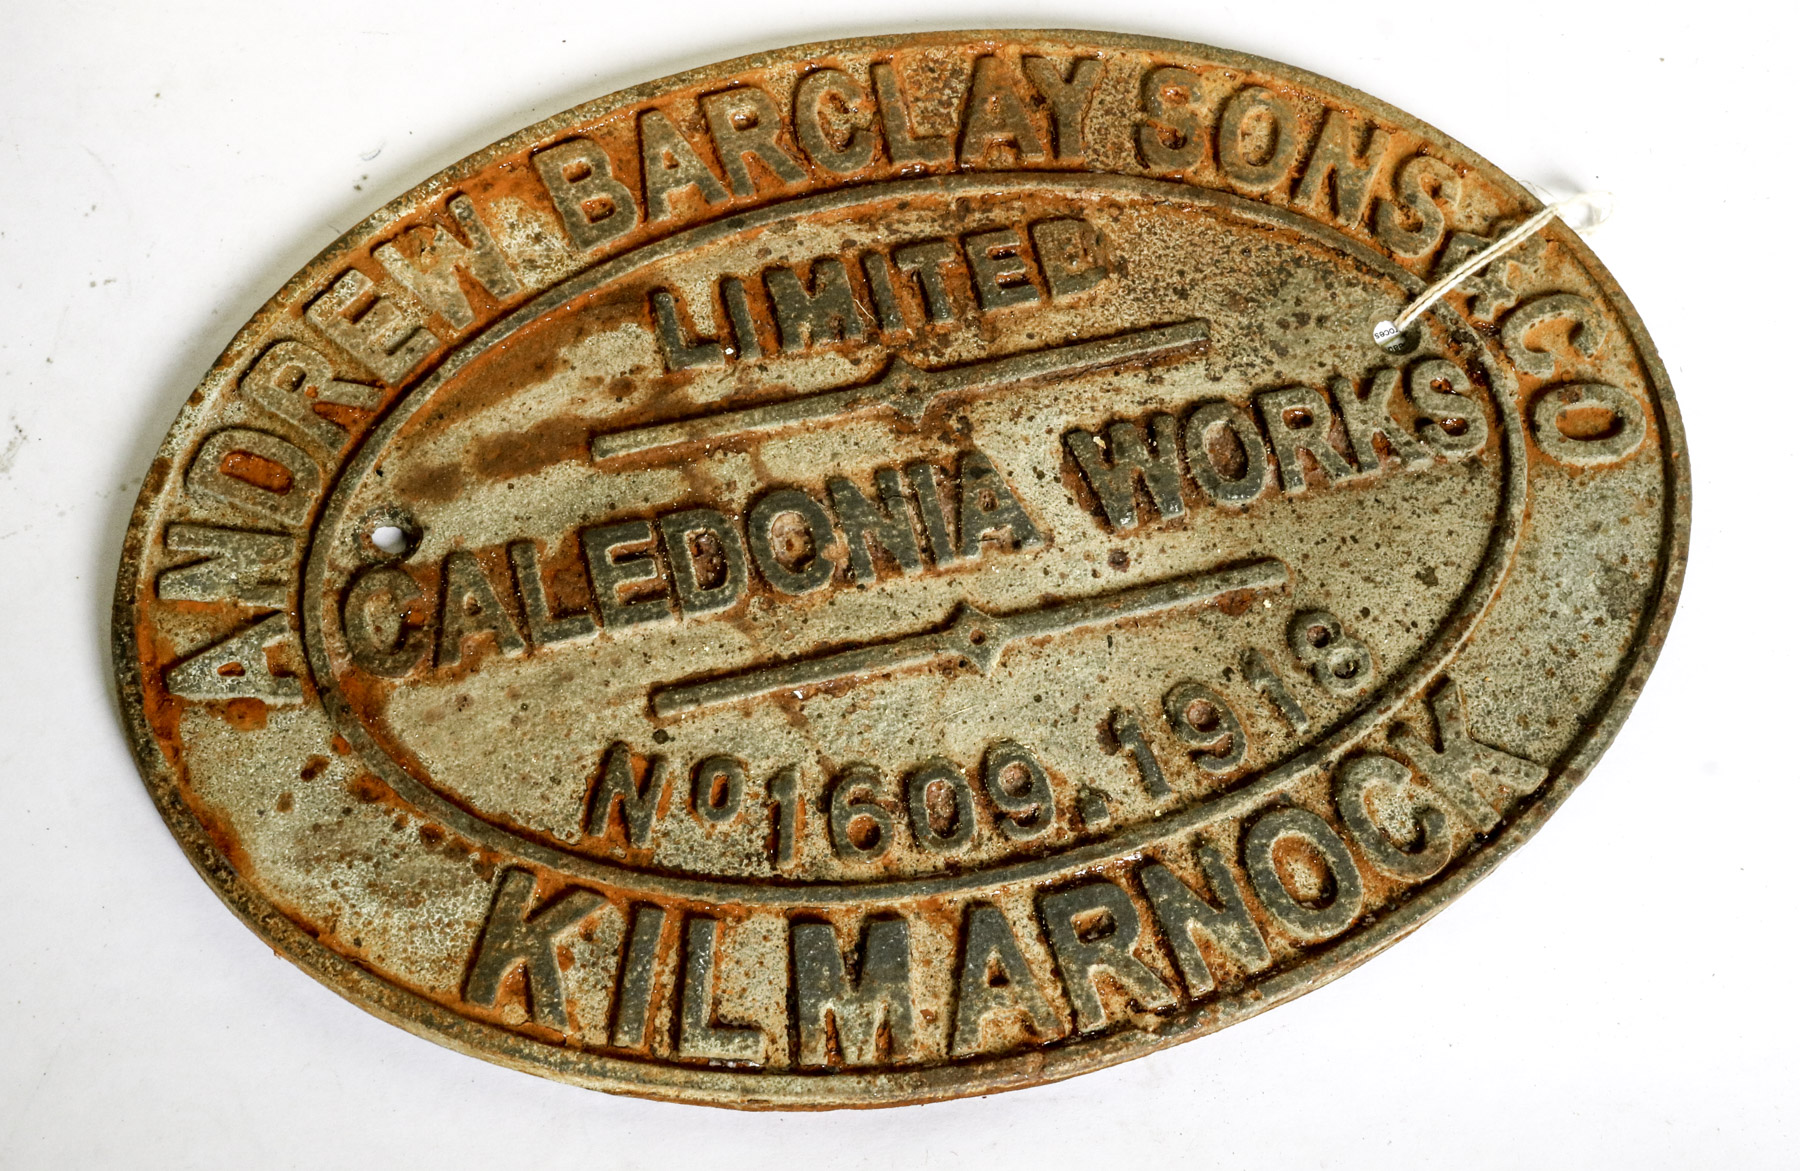 ANDREW BARCLAY SONS & CO
LIMITED
CALEDONIA WORKS
No 1609. 1918
KILMARNOCK